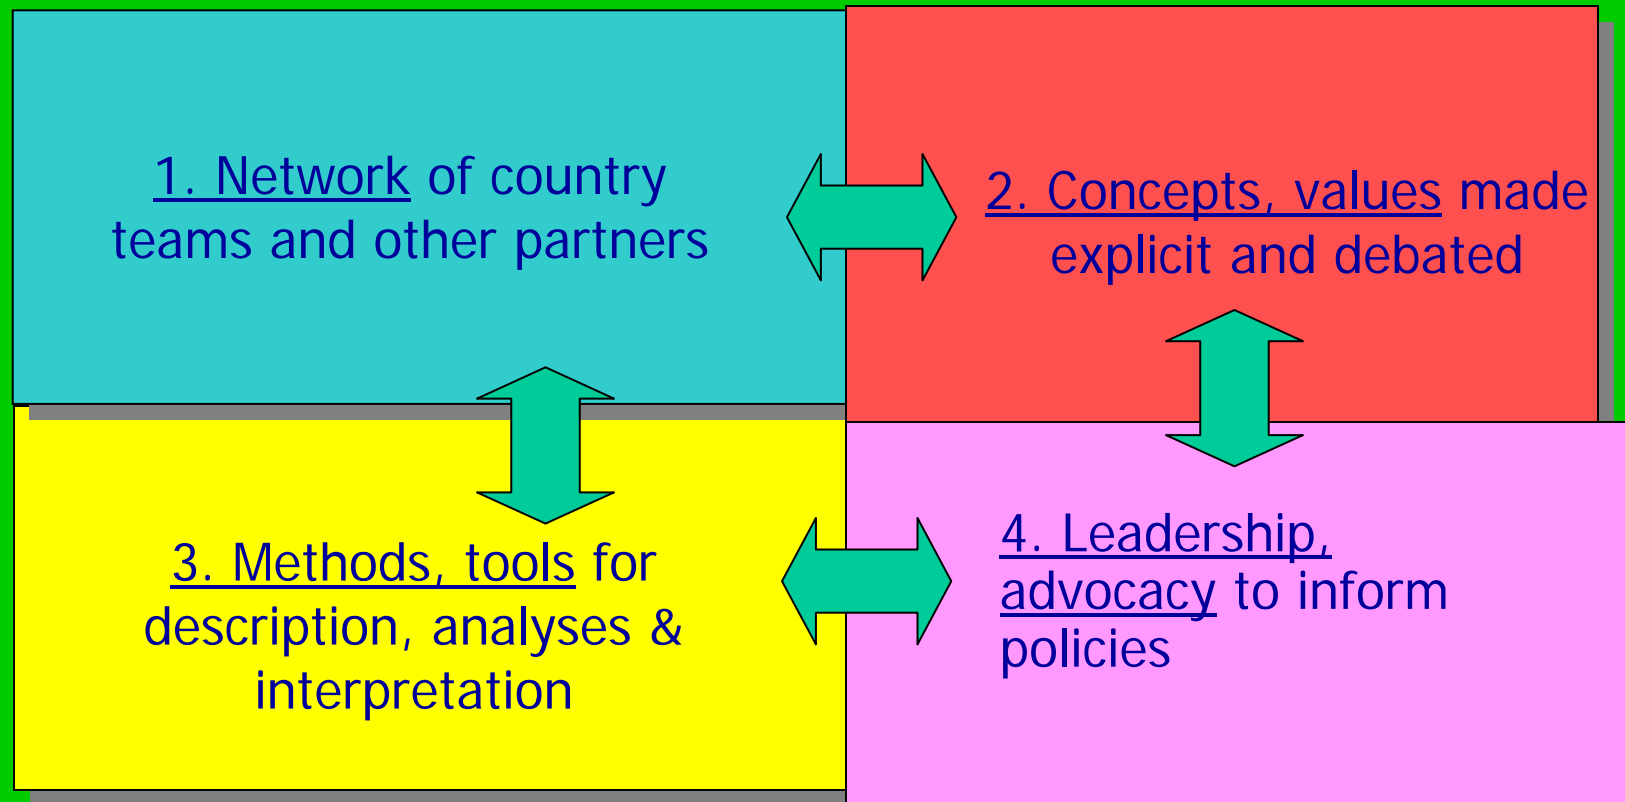 1. Network of country
teams and other partners
2. Concepts, values made
explicit and debated
3. Methods, tools for
description, analyses &
interpretation
4. Leadership,
advocacy to inform
policies